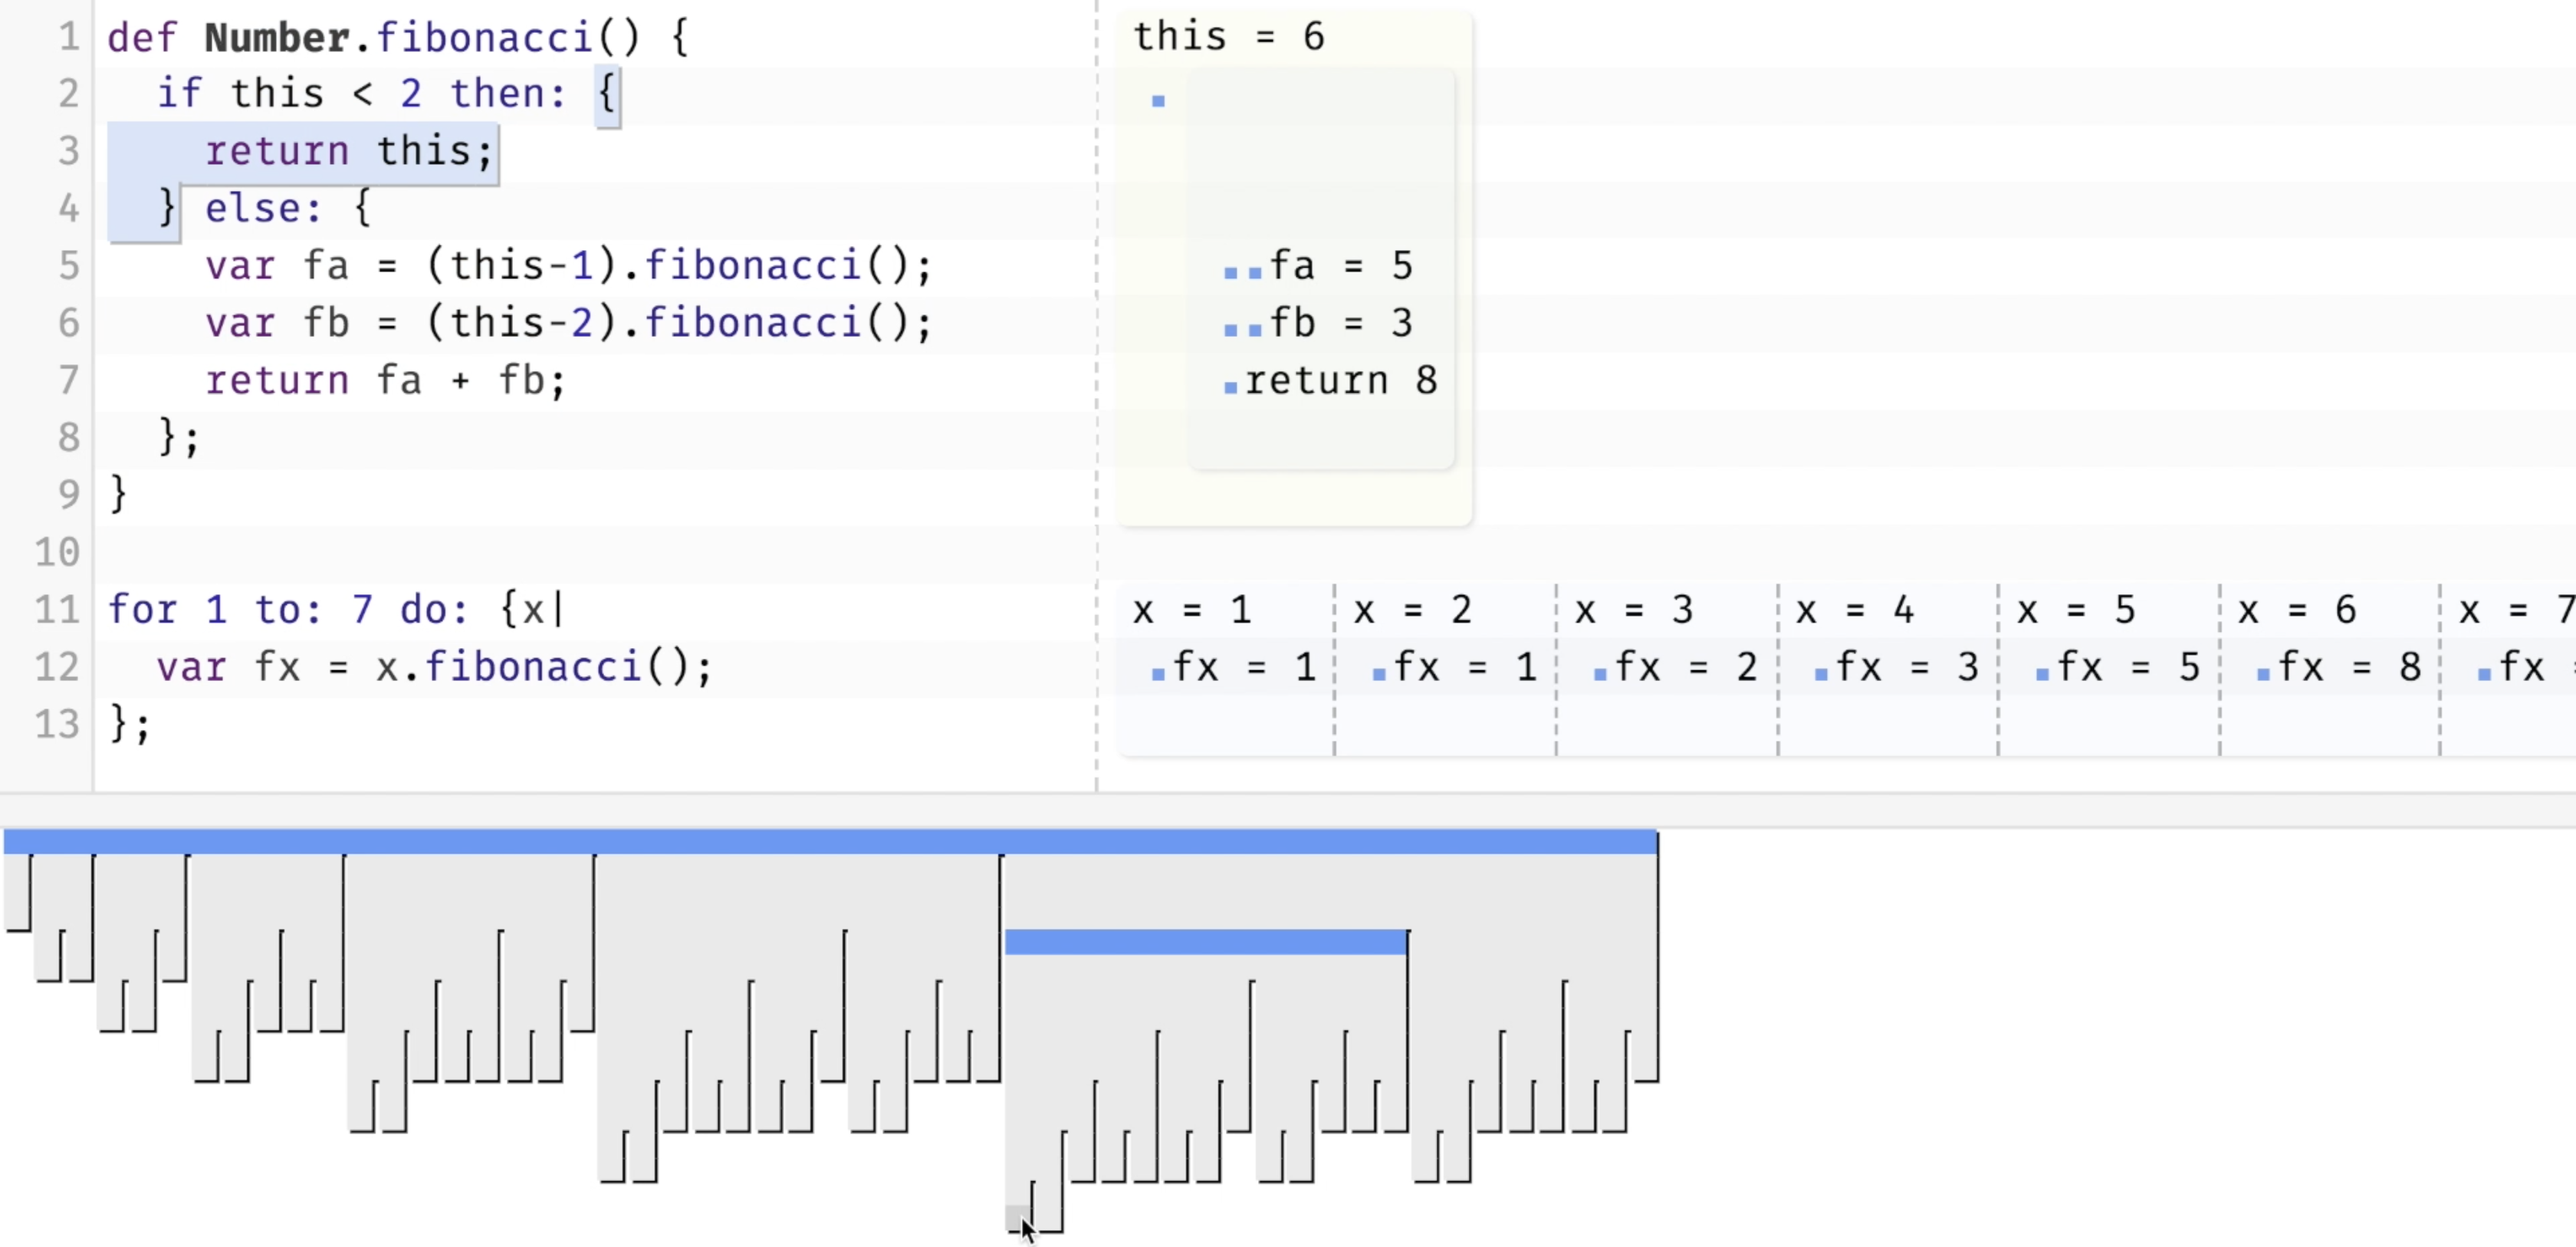 1 def Number.fibonacci() { this = 6
2 if this < 2 then: {
3 return this;
4 } else: {
5 var fa = (this-1).fibonacci(); fa = 5
6 var fb = (this-2).fibonacci(); fb = 3
7 return fa + fb; return 8
8 };
9 }
10
11 for 1 to: 7 do: {x| x = 1 x = 2 x = 3 x = 4 x = 5 x = 6 x = 7
12 var fx = x.fibonacci(); fx = 1 fx = 1 fx = 2 fx = 3 fx = 5 fx = 8 fx =
13 };